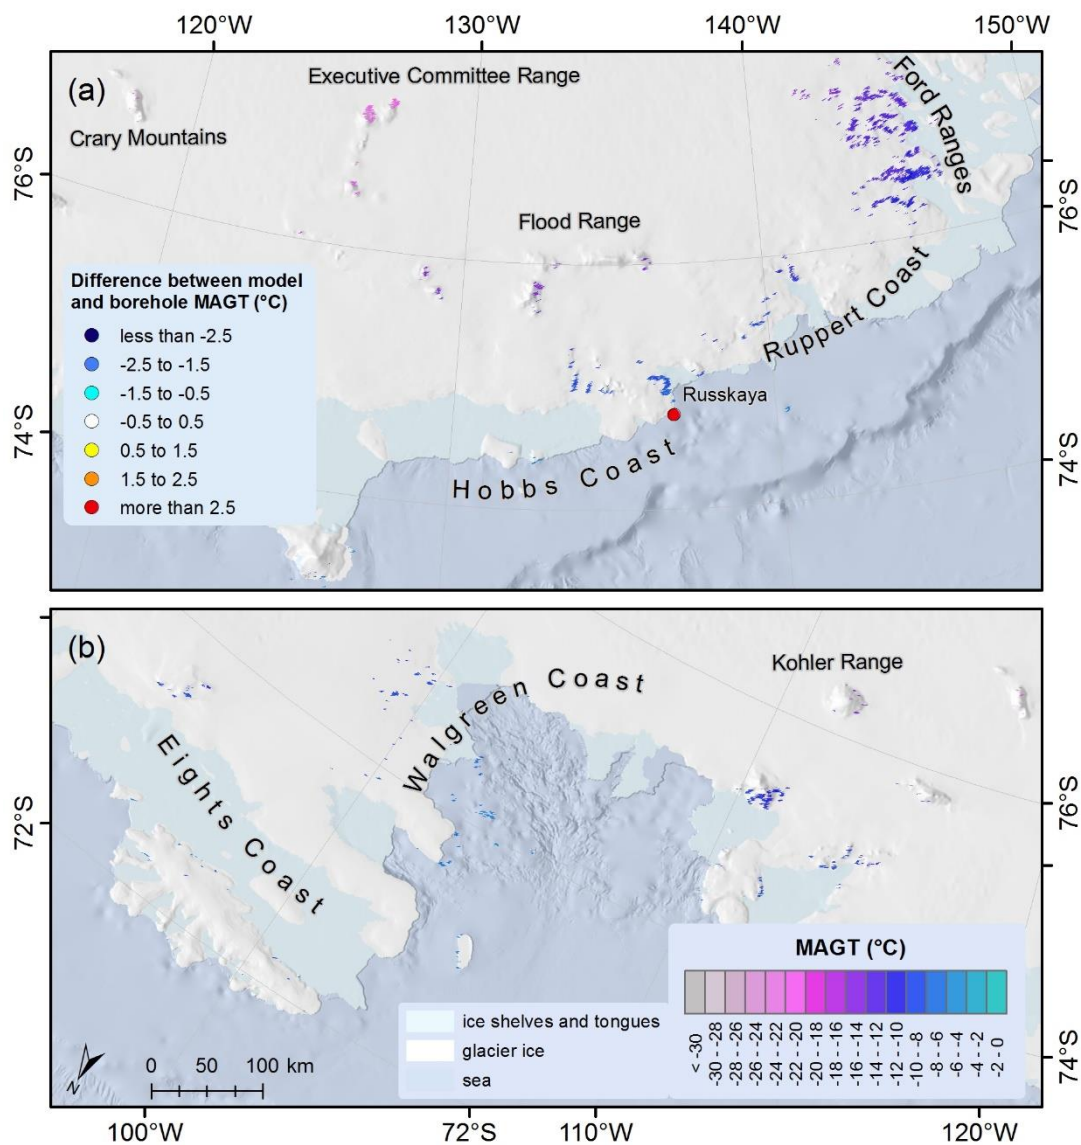 120°W 130°W 140°W 150°W
(a)
Executive Committee Range
Crary Mountains
Ford Ranges
76°S
76°S
Flood Range
Ruppert Coast
Difference between model
and borehole MAGT (°C)
less than -2.5
-2.5 to -1.5
-1.5 to -0.5
-0.5 to 0.5
0.5 to 1.5
1.5 to 2.5
more than 2.5
Russkaya
Hobbs Coast
74°S
74°S
(b)
Kohler Range
Walgreen Coast
Eights Coast
72°S
76°S
MAGT (°C)
< -30
-30 - -28
-28 - -26
-26 - -24
-24 - -22
-22 - -20
-20 - -18
-18 - -16
-16 - -14
-14 - -12
-12 - -10
-10 - -8
-8 - -6
-6 - -4
-4 - -2
-2 - 0
ice shelves and tongues
glacier ice
sea
N
0 50 100 km
74°S
100°W 72°S 110°W 120°W